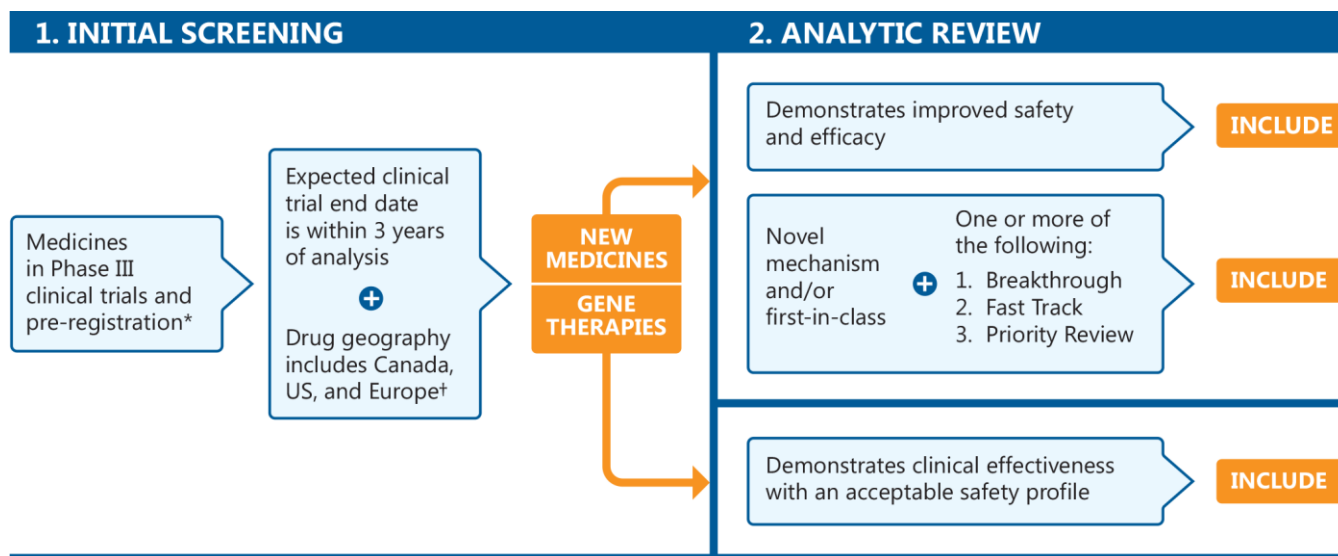 1. INITIAL SCREENING
Medicines
in Phase III
clinical trials and
pre-registration*
Expected clinical
trial end date
is within 3 years
of analysis
+
Drug geography
includes Canada,
US, and Europe†
NEW
MEDICINES
GENE
THERAPIES
2. ANALYTIC REVIEW
Demonstrates improved safety
and efficacy
INCLUDE
Novel
mechanism
and/or
first-in-class
+
One or more of
the following:
1. Breakthrough
2. Fast Track
3. Priority Review
INCLUDE
Demonstrates clinical effectiveness
with an acceptable safety profile
INCLUDE